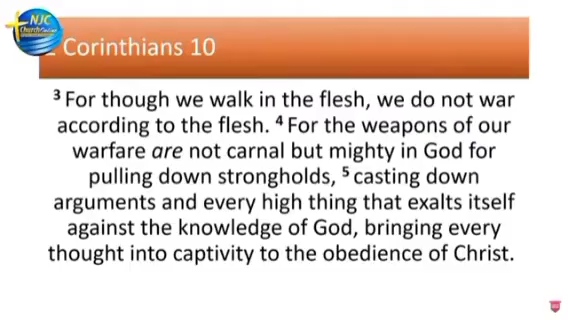 NJC
Church Online
Corinthians 10
³ For though we walk in the flesh, we do not war
according to the flesh. ⁴ For the weapons of our
warfare are not carnal but mighty in God for
pulling down strongholds, ⁵ casting down
arguments and every high thing that exalts itself
against the knowledge of God, bringing every
thought into captivity to the obedience of Christ.